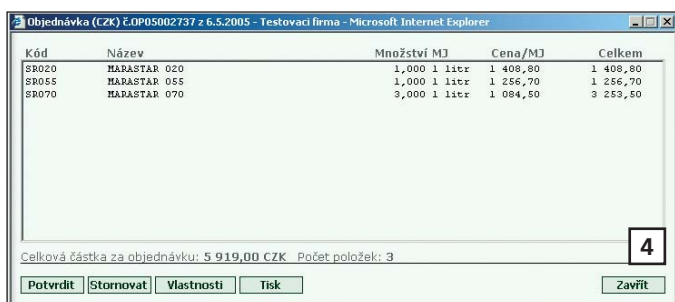 Objednávka (CZK) č.OP05002737 z 6.5.2005 - Testovaci firma - Microsoft Internet Explorer
Kód Název Množství MJ Cena/MJ Celkem
SR020 MARASTAR 020 1,000 1 litr 1 408,80 1 408,80
SR055 MARASTAR 055 1,000 1 litr 1 256,70 1 256,70
SR070 MARASTAR 070 3,000 1 litr 1 084,50 3 253,50
4
Celková částka za objednávku: 5 919,00 CZK Počet položek: 3
Potvrdit Stornovat Vlastnosti Tisk Zavřít